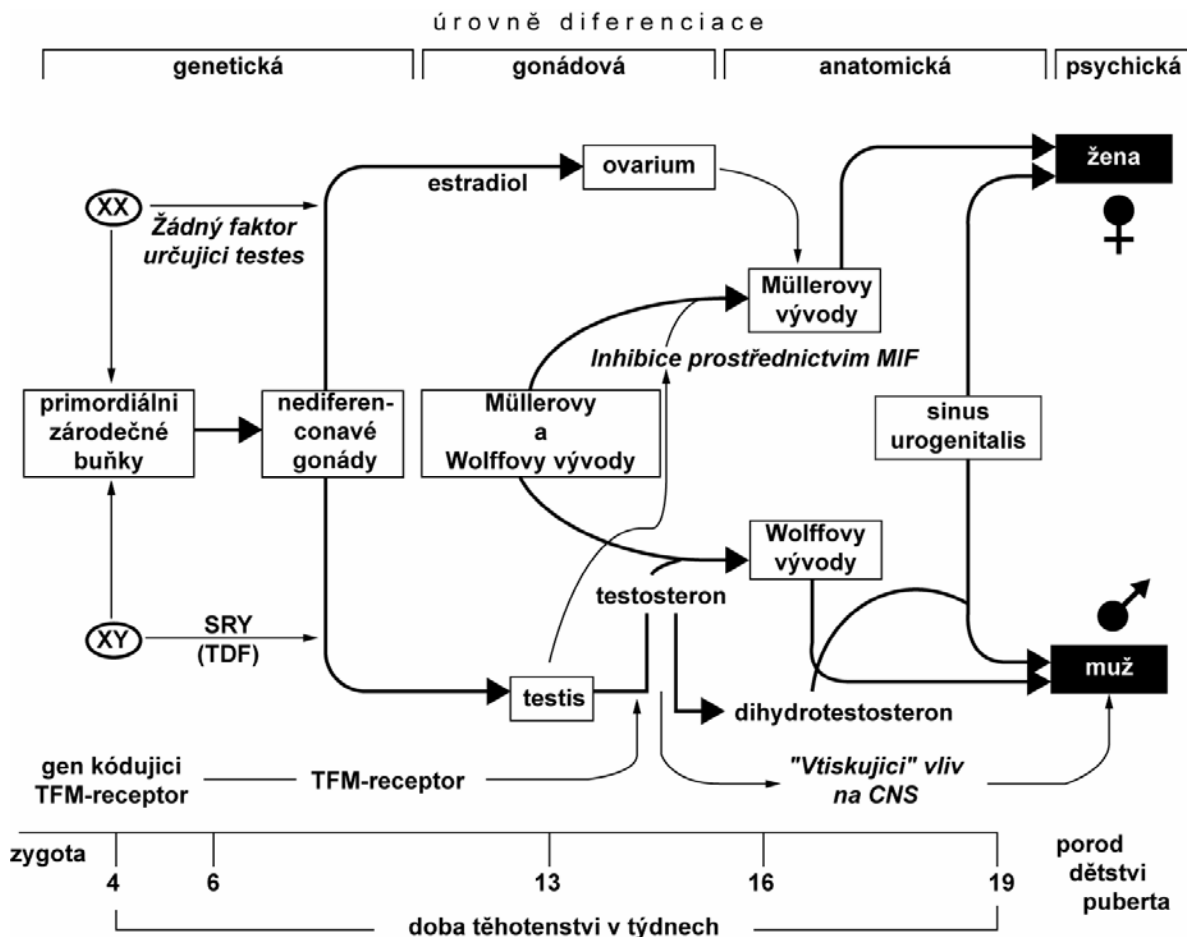 úrovně diferenciace
genetická
gonádová
anatomická
psychická
XX
Žádný faktor
určujici testes
estradiol
ovarium
žena
Müllerovy
vývody
Inhibice prostřednictvim MIF
primordiálni
zárodečné
buňky
nediferen-
conavé
gonády
Müllerovy
a
Wolffovy vývody
sinus
urogenitalis
Wolffovy
vývody
testosteron
XY
SRY
(TDF)
testis
dihydrotestosteron
muž
gen kódujici
TFM-receptor
TFM-receptor
"Vtiskujici" vliv
na CNS
zygota
4
6
13
16
19
porod
dětstvi
puberta
doba těhotenstvi v týdnech